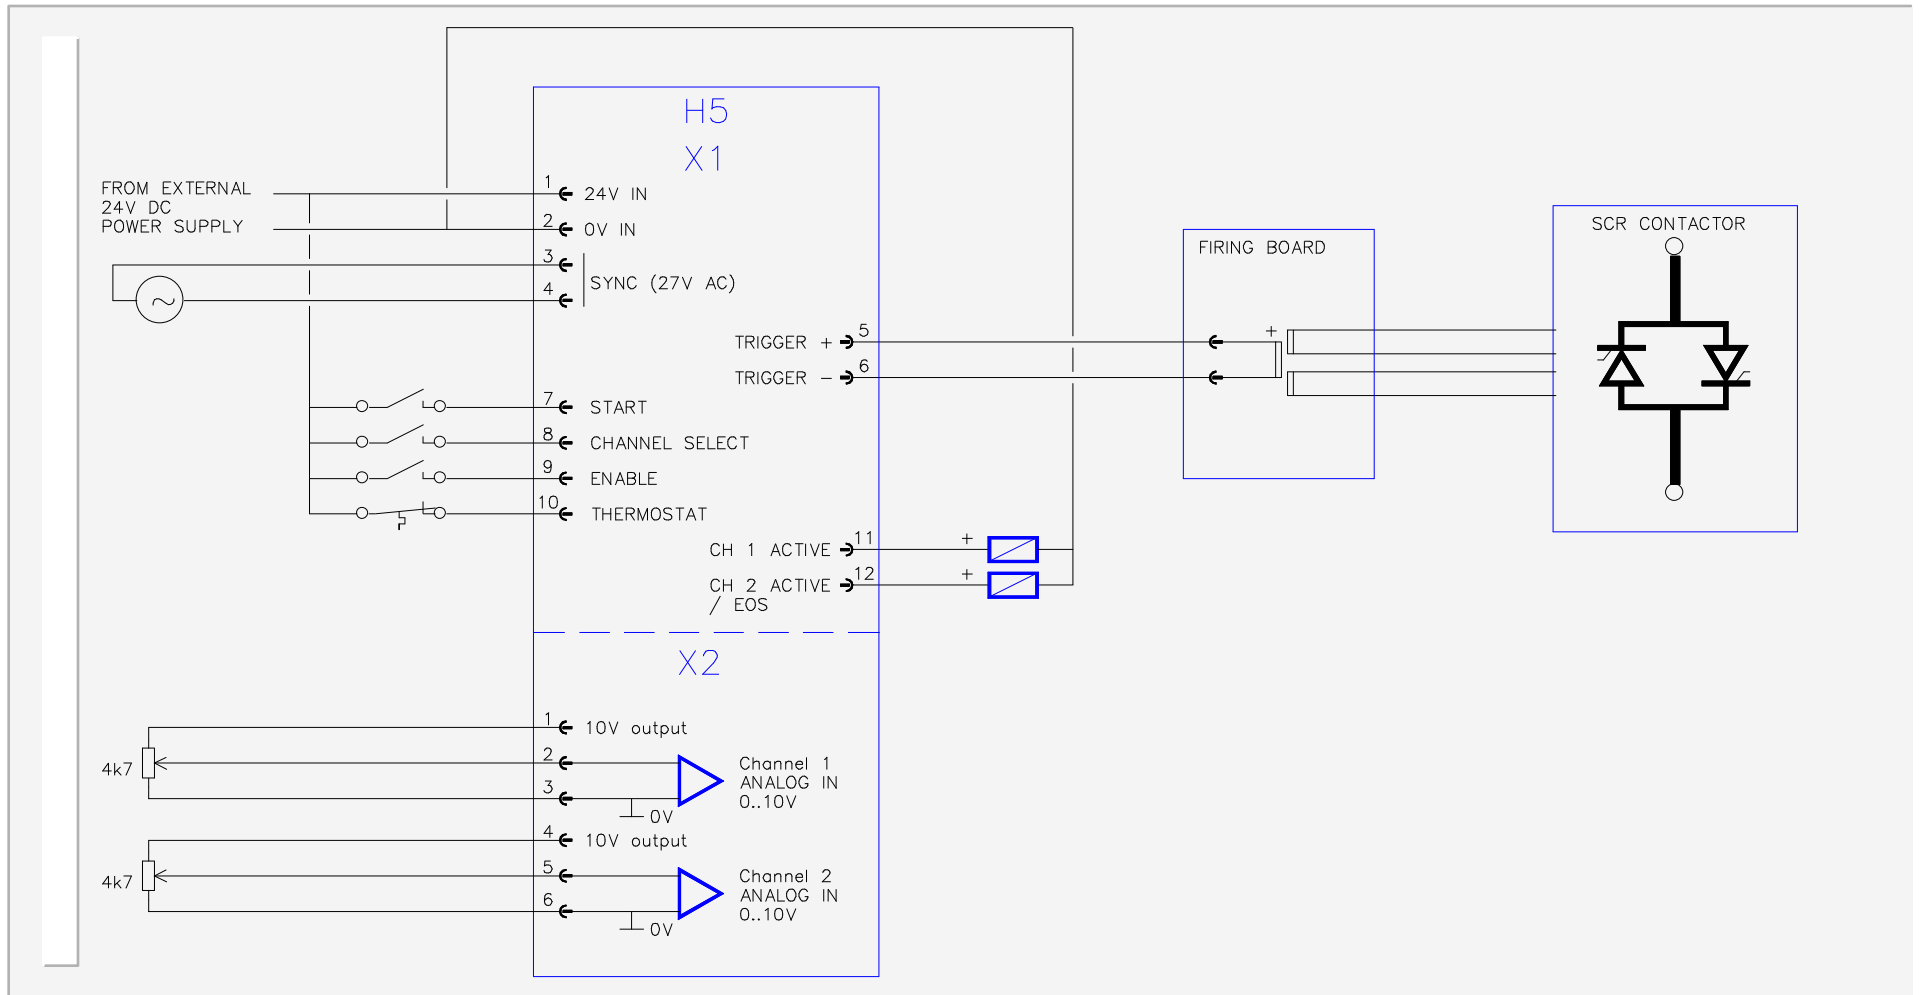 H5
X1
FROM EXTERNAL
24V DC
POWER SUPPLY
1
24V IN
2
0V IN
3
4
SYNC (27V AC)
TRIGGER +
5
TRIGGER -
6
7
START
8
CHANNEL SELECT
9
ENABLE
10
THERMOSTAT
CH 1 ACTIVE
11
+
CH 2 ACTIVE
/ EOS
12
+
FIRING BOARD
+
SCR CONTACTOR
X2
4k7
1
10V output
2
3
Channel 1
ANALOG IN
0..10V
0V
4k7
4
10V output
5
6
Channel 2
ANALOG IN
0..10V
0V